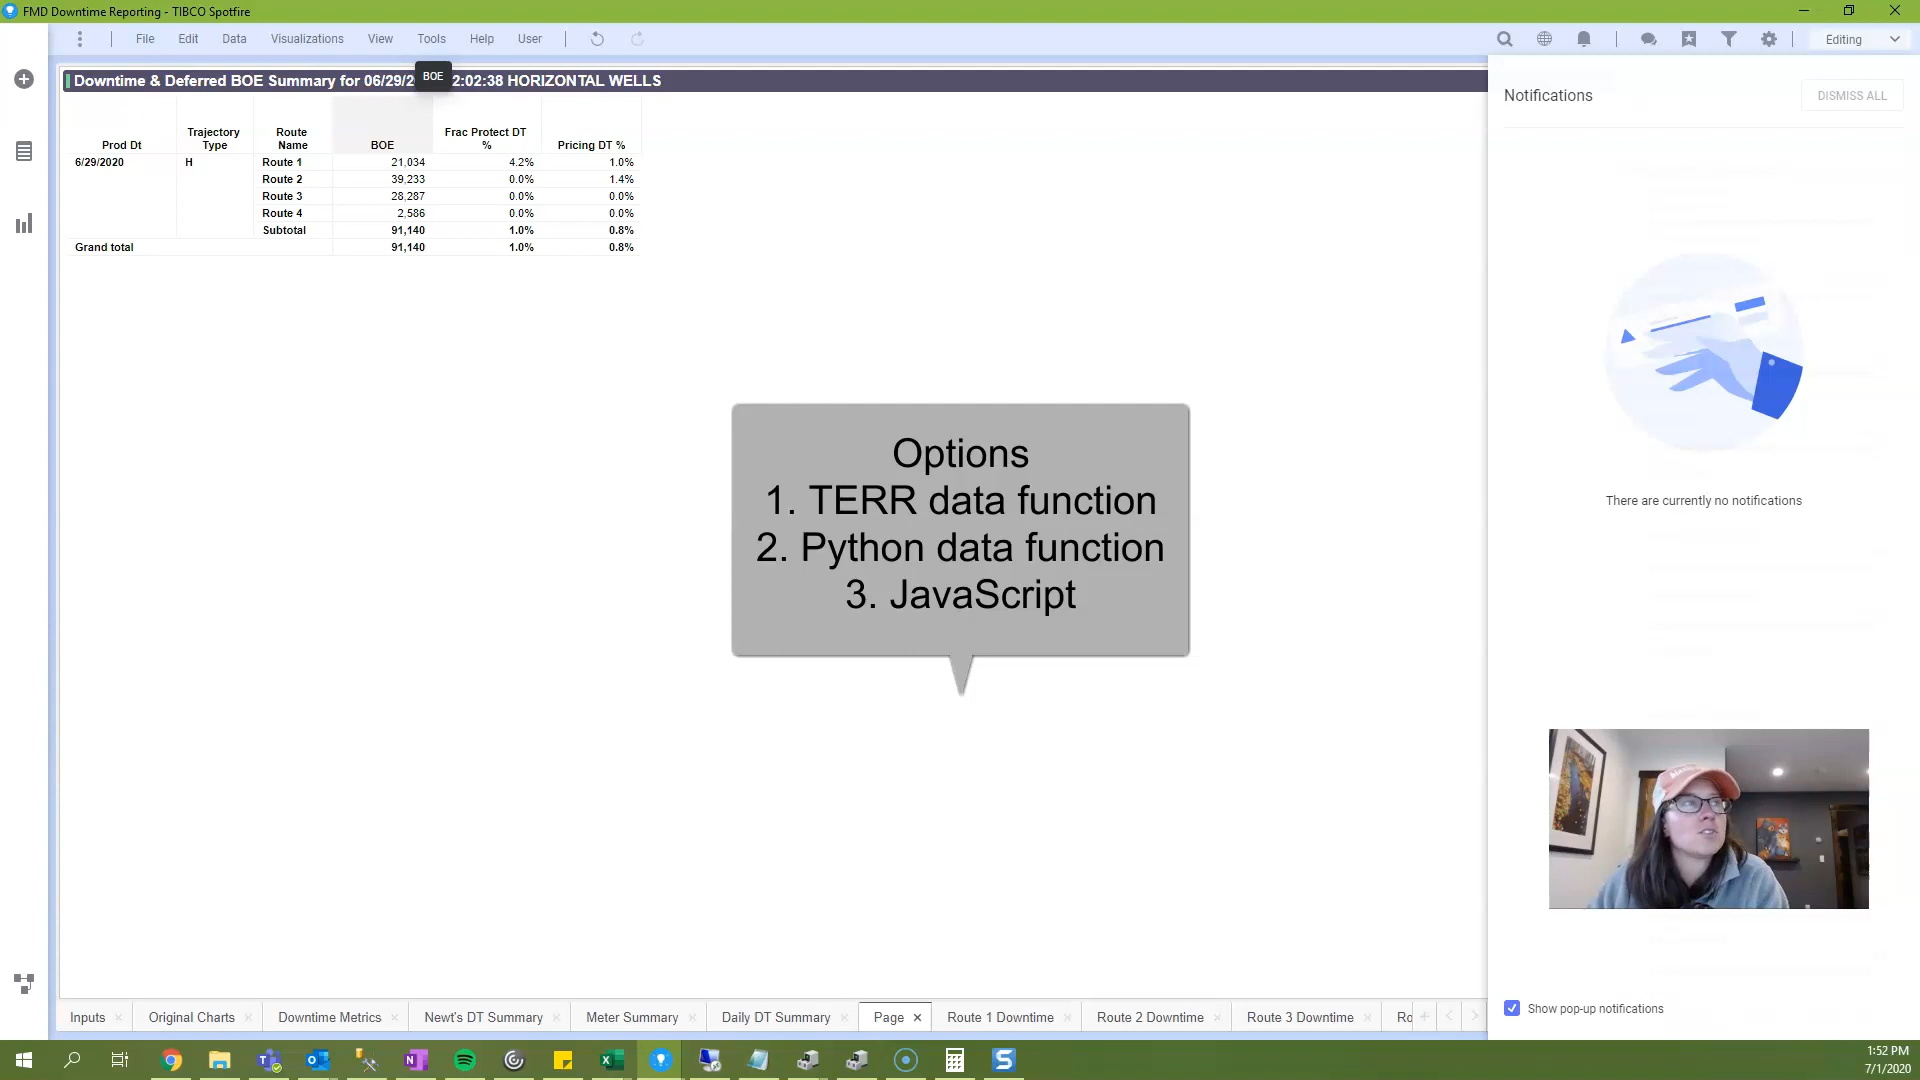 FMD Downtime Reporting - TIBCO Spotfire
File Edit Data Visualizations View Tools Help User
Editing
Downtime & Deferred BOE Summary for 06/29/2 2:02:38 HORIZONTAL WELLS
BOE
Prod Dt Trajectory Type Route Name BOE Frac Protect DT % Pricing DT %
6/29/2020 H Route 1 21,034 4.2% 1.0%
Route 2 39,233 0.0% 1.4%
Route 3 28,287 0.0% 0.0%
Route 4 2,586 0.0% 0.0%
Subtotal 91,140 1.0% 0.8%
Grand total 91,140 1.0% 0.8%
Options
1. TERR data function
2. Python data function
3. JavaScript
Notifications
DISMISS ALL
There are currently no notifications
Show pop-up notifications
Inputs Original Charts Downtime Metrics Newt's DT Summary Meter Summary Daily DT Summary Page Route 1 Downtime Route 2 Downtime Route 3 Downtime Ro
1:52 PM
7/1/2020